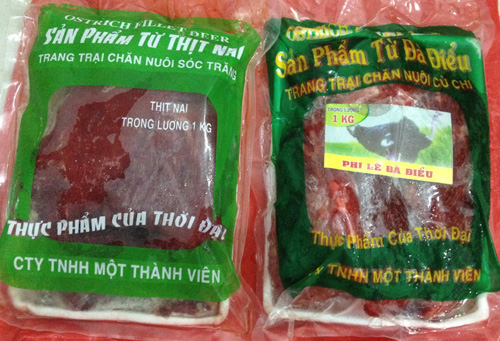 OSTRICH FILLET DEER
SẢN PHẨM TỪ THỊT NAI
TRANG TRẠI CHĂN NUÔI SÓC TRĂNG
THỊT NAI
TRỌNG LƯỢNG 1 KG
THỰC PHẨM CỦA THỜI ĐẠI
CTY TNHH MỘT THÀNH VIÊN
OSTRICH
Sản Phẩm Từ Đà Điểu
TRANG TRẠI CHĂN NUÔI CỦ CHI
TRỌNG LƯỢNG
1 KG
PHI LÊ ĐÀ ĐIỂU
Thực Phẩm Của Thời Đại
CTY TNHH MỘT THÀNH VIÊN